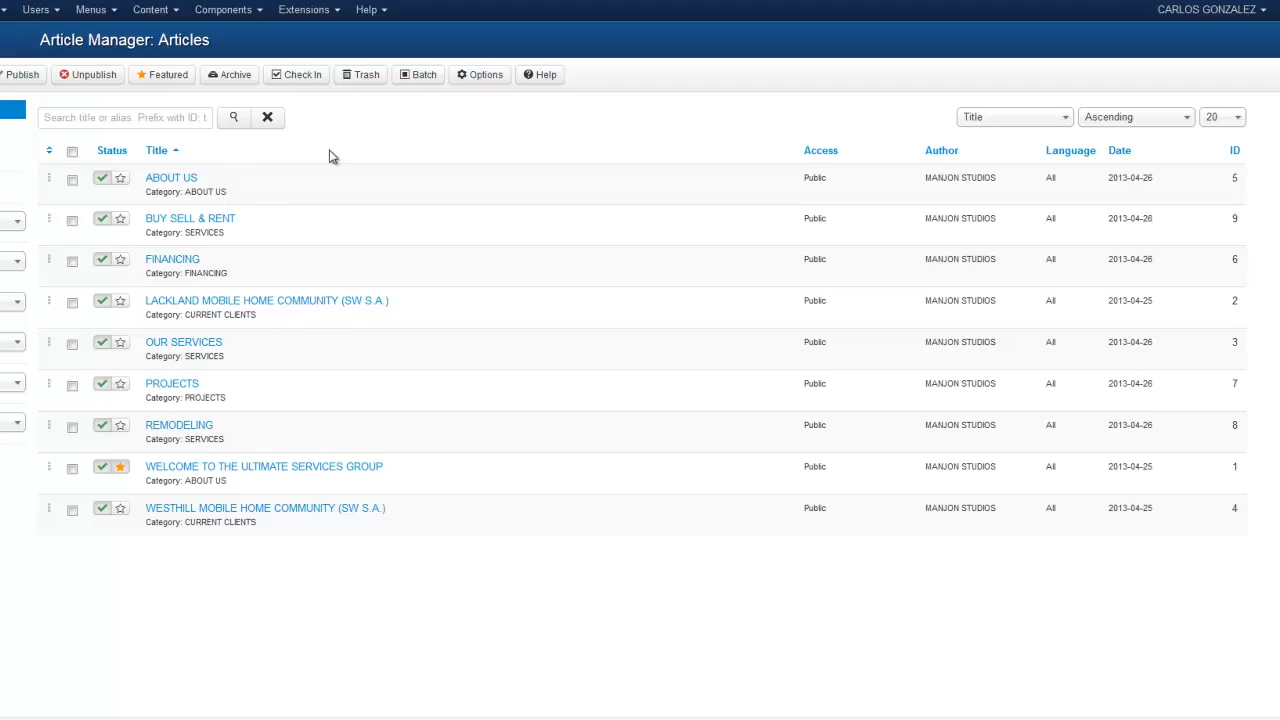 Users Menus Content Components Extensions Help CARLOS GONZALEZ
Article Manager: Articles
Publish Unpublish Featured Archive Check In Trash Batch Options Help
Search title or alias. Prefix with ID: t Title Ascending 20
Status Title Access Author Language Date ID
ABOUT US Public MANJON STUDIOS All 2013-04-26 5
Category: ABOUT US
BUY SELL & RENT Public MANJON STUDIOS All 2013-04-26 9
Category: SERVICES
FINANCING Public MANJON STUDIOS All 2013-04-26 6
Category: FINANCING
LACKLAND MOBILE HOME COMMUNITY (SW S.A.) Public MANJON STUDIOS All 2013-04-25 2
Category: CURRENT CLIENTS
OUR SERVICES Public MANJON STUDIOS All 2013-04-26 3
Category: SERVICES
PROJECTS Public MANJON STUDIOS All 2013-04-26 7
Category: PROJECTS
REMODELING Public MANJON STUDIOS All 2013-04-26 8
Category: SERVICES
WELCOME TO THE ULTIMATE SERVICES GROUP Public MANJON STUDIOS All 2013-04-25 1
Category: ABOUT US
WESTHILL MOBILE HOME COMMUNITY (SW S.A.) Public MANJON STUDIOS All 2013-04-25 4
Category: CURRENT CLIENTS